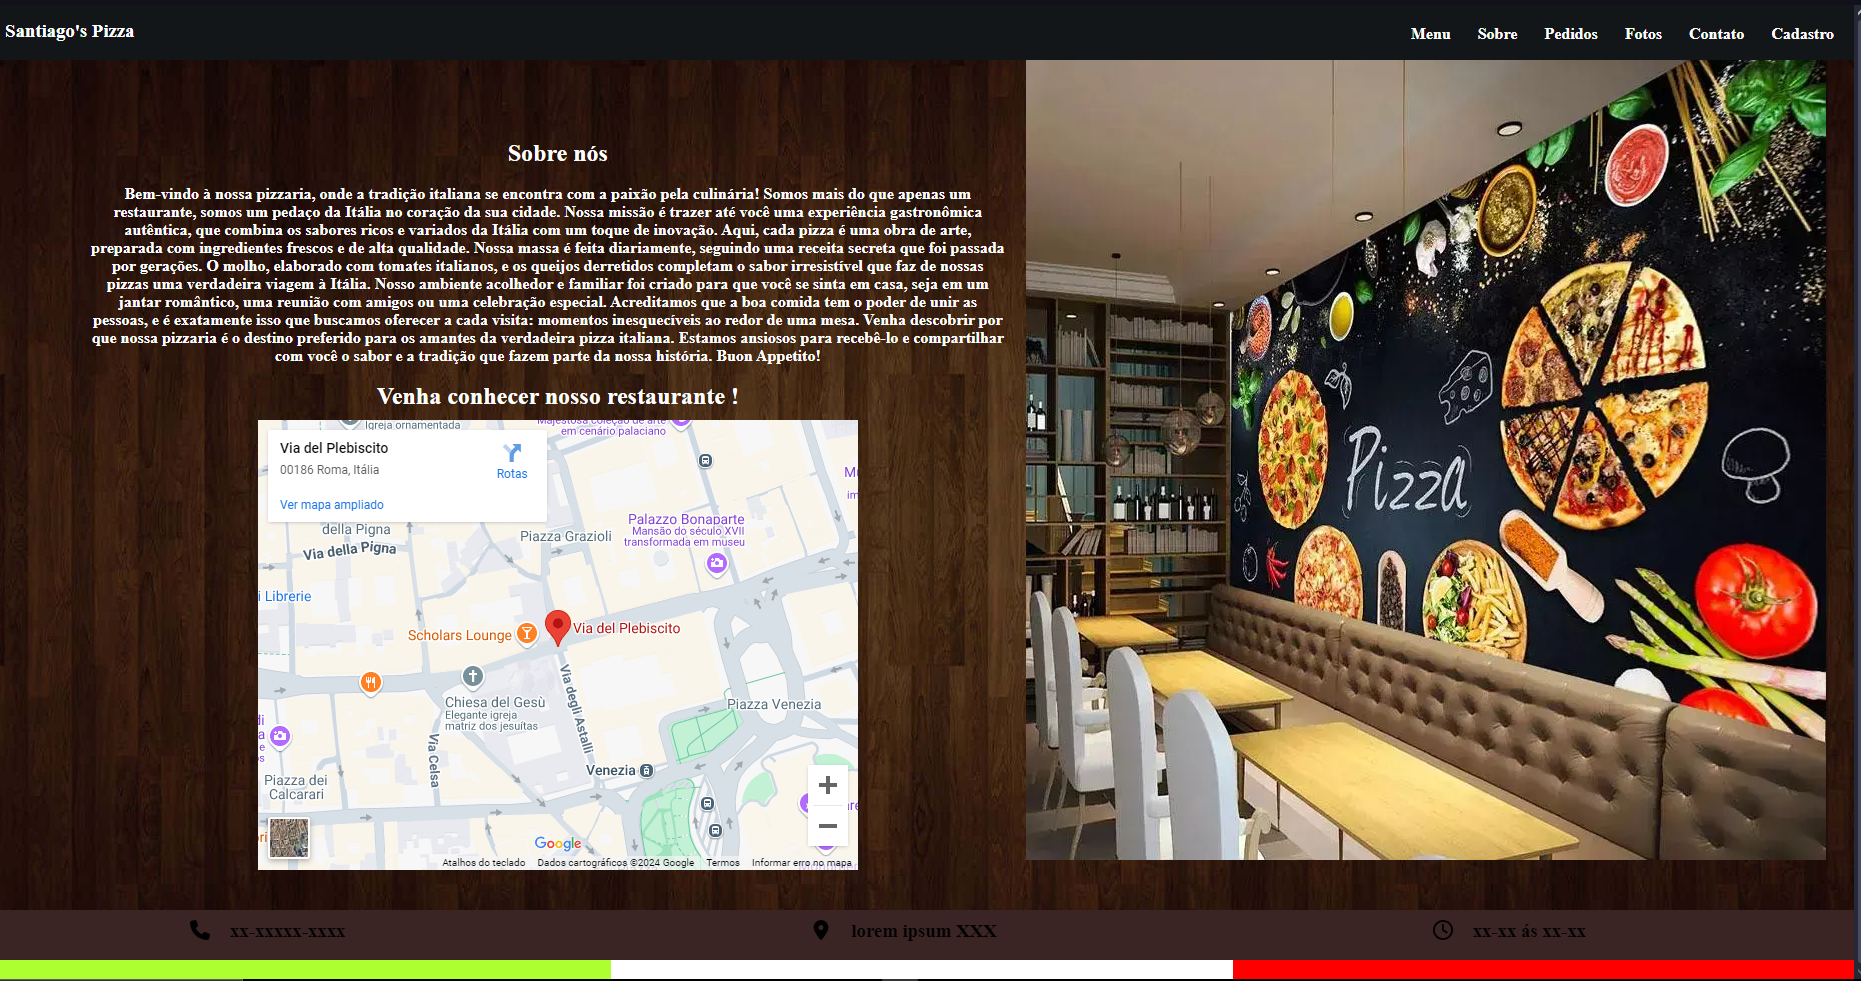 Santiago's Pizza
Menu Sobre Pedidos Fotos Contato Cadastro
Sobre nós
Bem-vindo à nossa pizzaria, onde a tradição italiana se encontra com a paixão pela culinária! Somos mais do que apenas um
restaurante, somos um pedaço da Itália no coração da sua cidade. Nossa missão é trazer até você uma experiência gastronômica
autêntica, que combina os sabores ricos e variados da Itália com um toque de inovação. Aqui, cada pizza é uma obra de arte,
preparada com ingredientes frescos e de alta qualidade. Nossa massa é feita diariamente, seguindo uma receita secreta que foi passada
por gerações. O molho, elaborado com tomates italianos, e os queijos derretidos completam o sabor irresistível que faz de nossas
pizzas uma verdadeira viagem à Itália. Nosso ambiente acolhedor e familiar foi criado para que você se sinta em casa, seja em um
jantar romântico, uma reunião com amigos ou uma celebração especial. Acreditamos que a boa comida tem o poder de unir as
pessoas, e é exatamente isso que buscamos oferecer a cada visita: momentos inesquecíveis ao redor de uma mesa. Venha descobrir por
que nossa pizzaria é o destino preferido para os amantes da verdadeira pizza italiana. Estamos ansiosos para recebê-lo e compartilhar
com você o sabor e a tradição que fazem parte da nossa história. Buon Appetito!
Venha conhecer nosso restaurante !
Igreja ornamentada
Majestosa coleção de arte
em cenário palaciano
Via del Plebiscito
00186 Roma, Itália
Rotas
Ver mapa ampliado
della Pigna
Via della Pigna
Piazza Grazioli
Palazzo Bonaparte
Mansão do século XVII
transformada em museu
i Librerie
Scholars Lounge
Via del Plebiscito
Chiesa del Gesù
Elegante igreja
matriz dos jesuítas
Via degli Astalli
Piazza Venezia
Via Celsa
Venezia
Piazza dei
Calcarari
Google
Atalhos do teclado Dados cartográficos ©2024 Google Termos Informar erro no mapa
Pizza
xx-xxxxx-xxxx
lorem ipsum XXX
xx-xx ás xx-xx